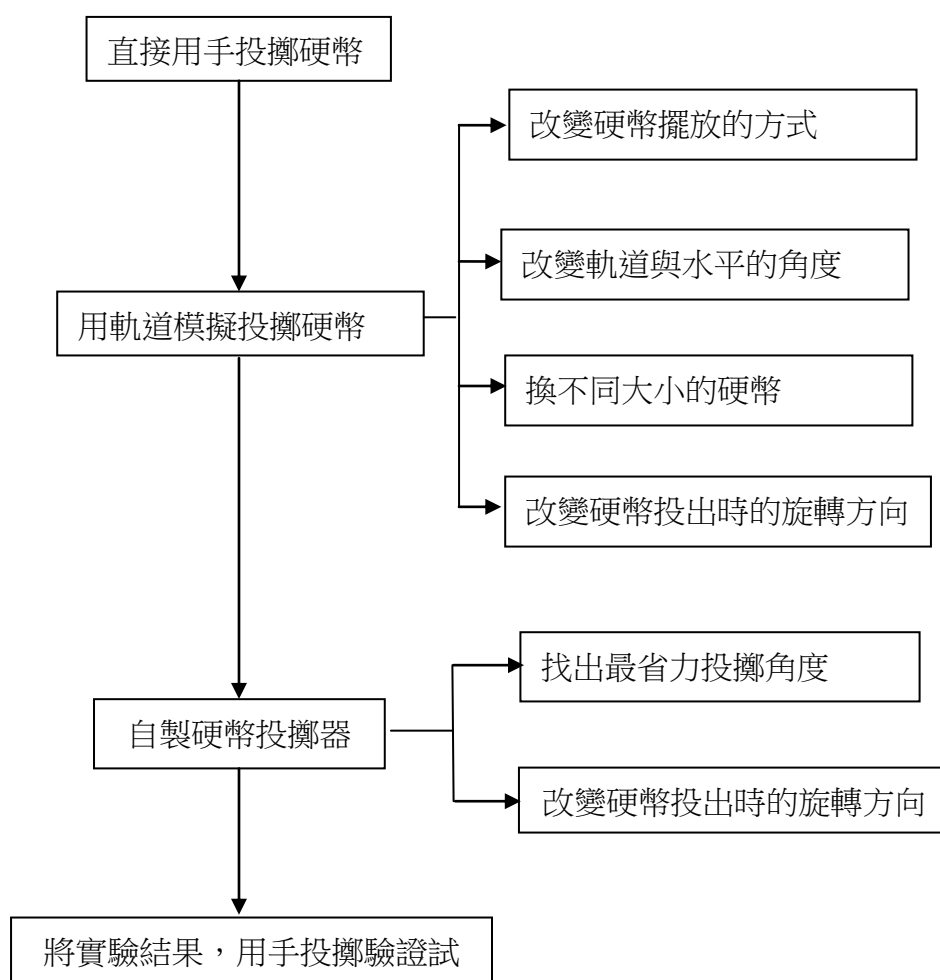 直接用手投擲硬幣
改變硬幣擺放的方式
改變軌道與水平的角度
用軌道模擬投擲硬幣
換不同大小的硬幣
改變硬幣投出時的旋轉方向
找出最省力投擲角度
自製硬幣投擲器
改變硬幣投出時的旋轉方向
將實驗結果，用手投擲驗證試